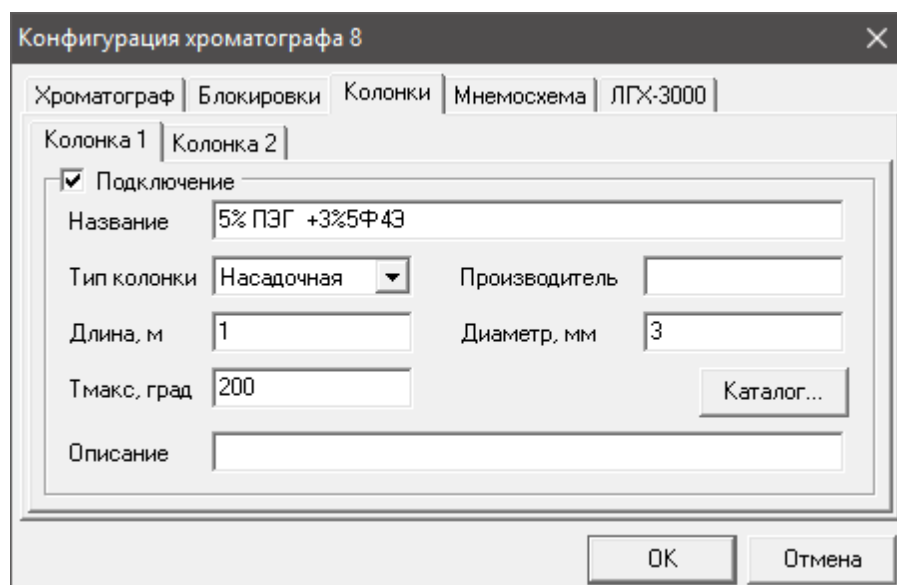 Конфигурация хроматографа 8
Хроматограф Блокировки Колонки Мнемосхема ЛГХ-3000
Колонка 1 Колонка 2
Подключение
Название 5% ПЭГ +3%5Ф4Э
Тип колонки Насадочная Производитель
Длина, м 1 Диаметр, мм 3
Тмакс, град 200 Каталог...
Описание
OK Отмена